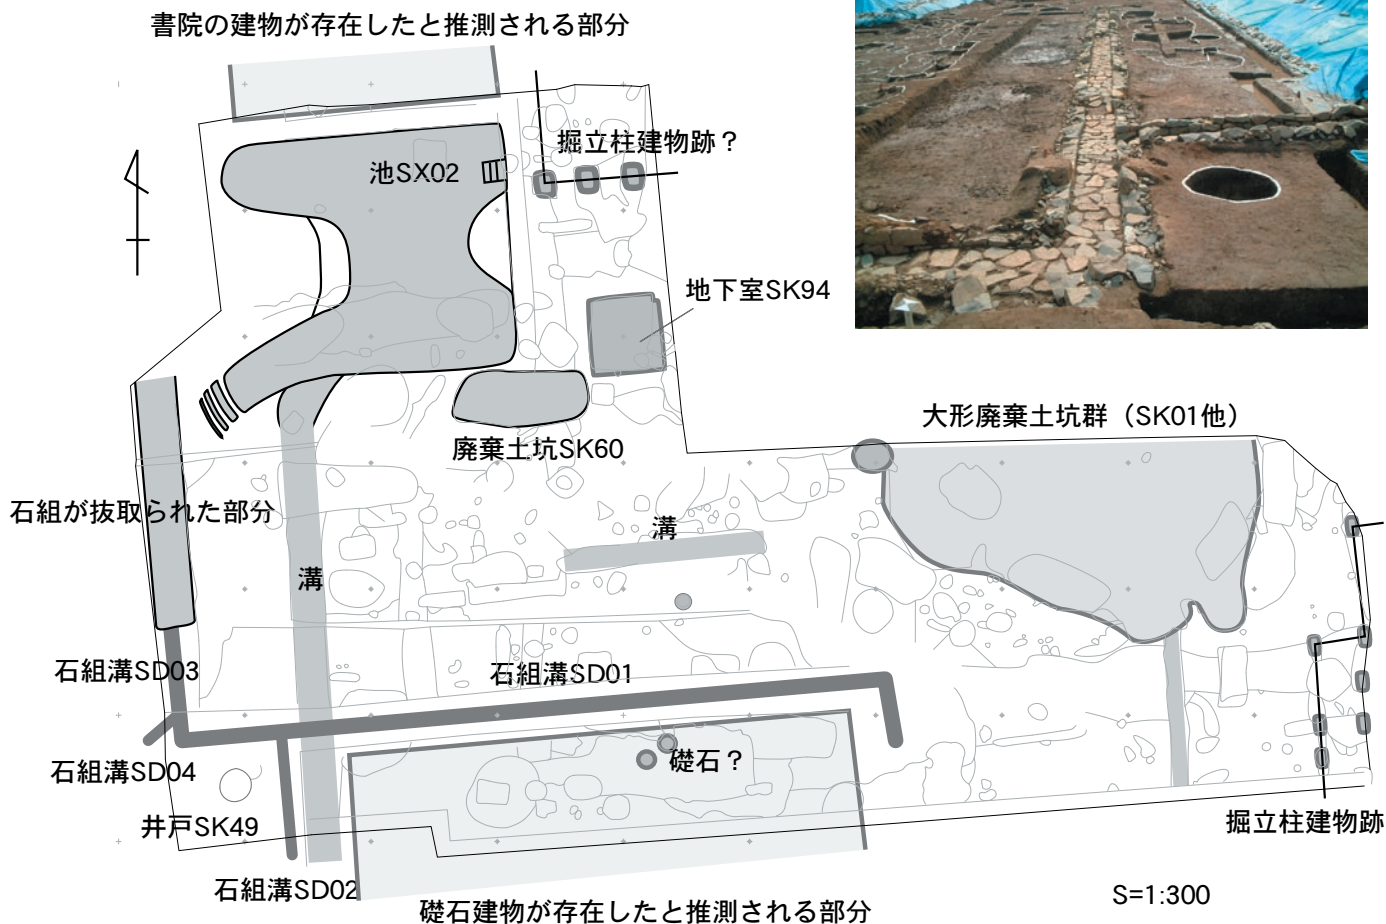 書院の建物が存在したと推測される部分
掘立柱建物跡？
池SX02
地下室SK94
大形廃棄土坑群（SK01他）
廃棄土坑SK60
石組が抜取られた部分
溝
溝
石組溝SD03
石組溝SD01
礎石？
石組溝SD04
井戸SK49
掘立柱建物跡
石組溝SD02
S=1:300
礎石建物が存在したと推測される部分